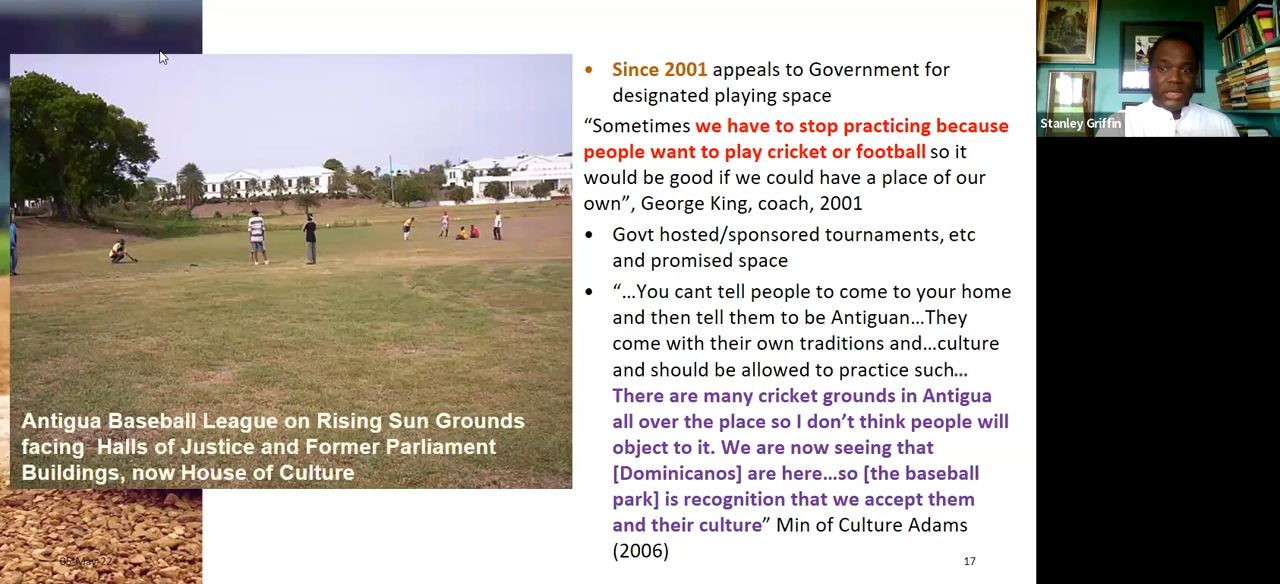 Antigua Baseball League on Rising Sun Grounds
facing Halls of Justice and Former Parliament
Buildings, now House of Culture
05-May-22
• Since 2001 appeals to Government for
designated playing space
“Sometimes we have to stop practicing because
people want to play cricket or football so it
would be good if we could have a place of our
own”, George King, coach, 2001
• Govt hosted/sponsored tournaments, etc
and promised space
• “…You cant tell people to come to your home
and then tell them to be Antiguan…They
come with their own traditions and…culture
and should be allowed to practice such…
There are many cricket grounds in Antigua
all over the place so I don’t think people will
object to it. We are now seeing that
[Dominicanos] are here…so [the baseball
park] is recognition that we accept them
and their culture” Min of Culture Adams
(2006)
17
Stanley Griffin